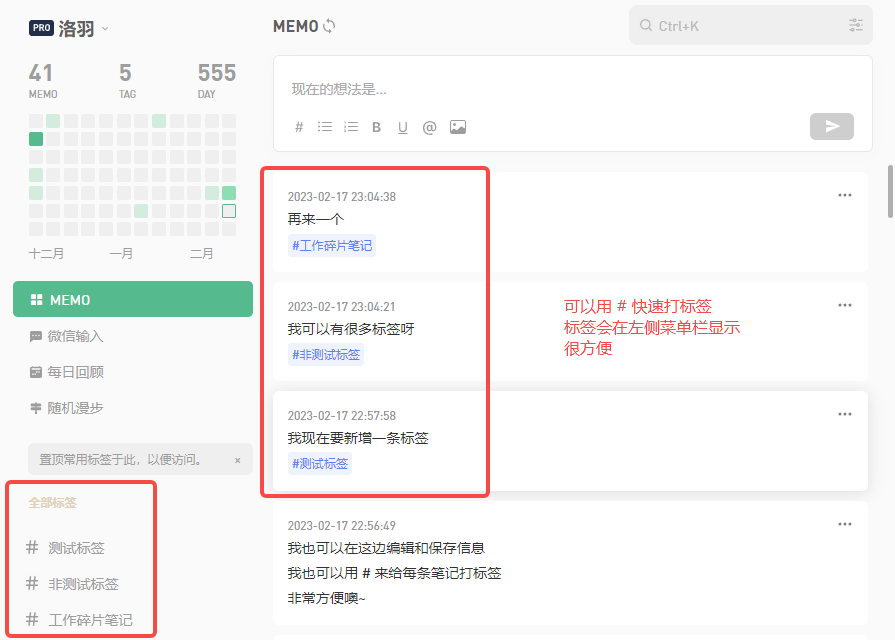 PRO 洛羽
41 5 555
MEMO TAG DAY
十二月 一月 二月
MEMO
微信输入
每日回顾
随机漫步
置顶常用标签于此，以便访问。 ×
全部标签
# 测试标签
# 非测试标签
# 工作碎片笔记
MEMO
Ctrl+K
现在的想法是...
# B U @
2023-02-17 23:04:38
再来一个
#工作碎片笔记
2023-02-17 23:04:21
我可以有很多标签呀
#非测试标签
可以用 # 快速打标签
标签会在左侧菜单栏显示
很方便
2023-02-17 22:57:58
我现在要新增一条标签
#测试标签
2023-02-17 22:56:49
我也可以在这边编辑和保存信息
我也可以用 # 来给每条笔记打标签
非常方便噢~